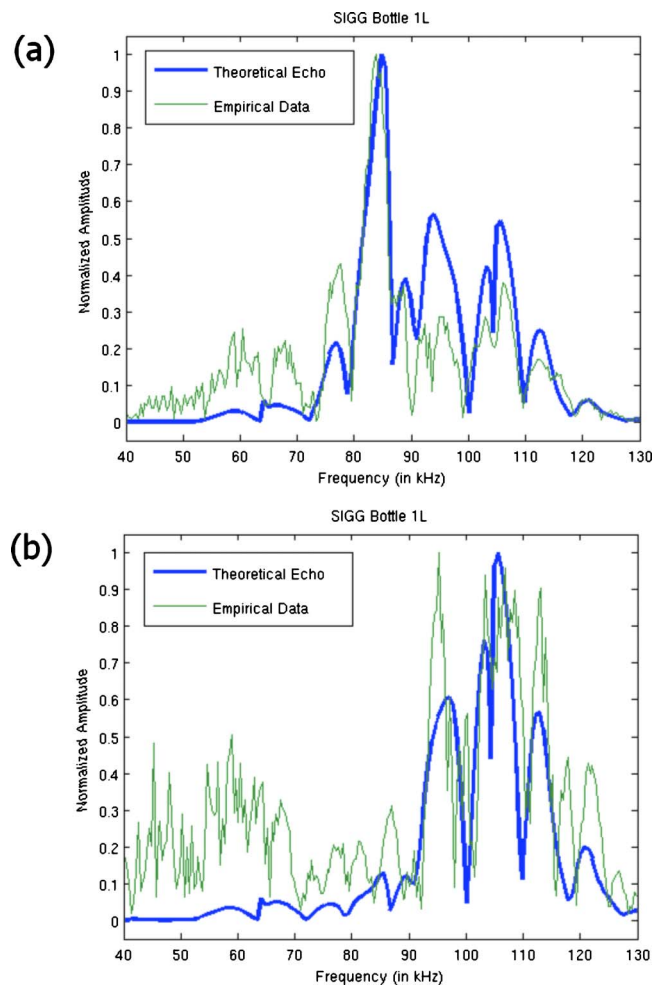 SIGG Bottle 1L
(a)
Theoretical Echo
Empirical Data
1
0.9
0.8
0.7
0.6
0.5
0.4
0.3
0.2
0.1
0
Normalized Amplitude
40 50 60 70 80 90 100 110 120 130
Frequency (in kHz)
SIGG Bottle 1L
(b)
Theoretical Echo
Empirical Data
1
0.9
0.8
0.7
0.6
0.5
0.4
0.3
0.2
0.1
0
Normalized Amplitude
40 50 60 70 80 90 100 110 120 130
Frequency (in kHz)